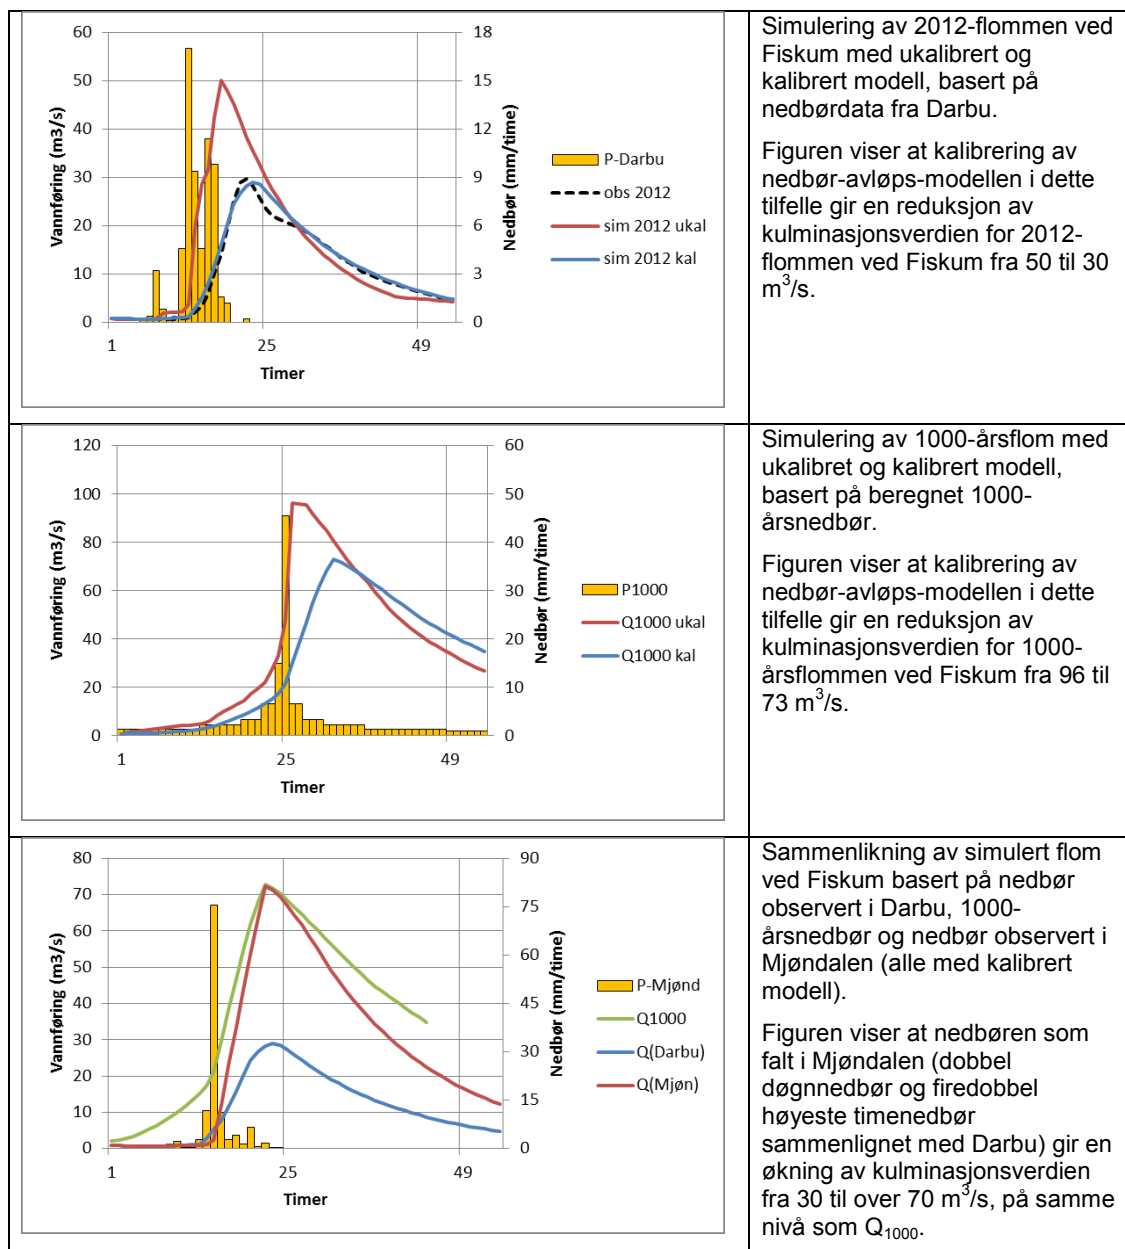 60
50
40
30
20
10
0
Vannføring (m3/s)
18
15
12
9
6
3
0
Nedbør (mm/time)
1
25
49
Timer
P-Darbu
obs 2012
sim 2012 ukal
sim 2012 kal
Simulering av 2012-flommen ved
Fiskum med ukalibrert og
kalibrert modell, basert på
nedbørdata fra Darbu.
Figuren viser at kalibrering av
nedbør-avløps-modellen i dette
tilfelle gir en reduksjon av
kulminasjonsverdien for 2012-
flommen ved Fiskum fra 50 til 30
m³/s.
120
100
80
60
40
20
0
Vannføring (m3/s)
60
50
40
30
20
10
0
Nedbør (mm/time)
1
25
49
Timer
P1000
Q1000 ukal
Q1000 kal
Simulering av 1000-årsflom med
ukalibret og kalibrert modell,
basert på beregnet 1000-
årsnedbør.
Figuren viser at kalibrering av
nedbør-avløps-modellen i dette
tilfelle gir en reduksjon av
kulminasjonsverdien for 1000-
årsflommen ved Fiskum fra 96 til
73 m³/s.
80
70
60
50
40
30
20
10
0
Vannføring (m3/s)
90
75
60
45
30
15
0
Nedbør (mm/time)
1
25
49
Timer
P-Mjønd
Q1000
Q(Darbu)
Q(Mjøn)
Sammenlikning av simulert flom
ved Fiskum basert på nedbør
observert i Darbu, 1000-
årsnedbør og nedbør observert i
Mjøndalen (alle med kalibrert
modell).
Figuren viser at nedbøren som
falt i Mjøndalen (dobbel
døgnnedbør og firedobbel
høyeste timenedbør
sammenlignet med Darbu) gir en
økning av kulminasjonsverdien
fra 30 til over 70 m³/s, på samme
nivå som Q₁₀₀₀.